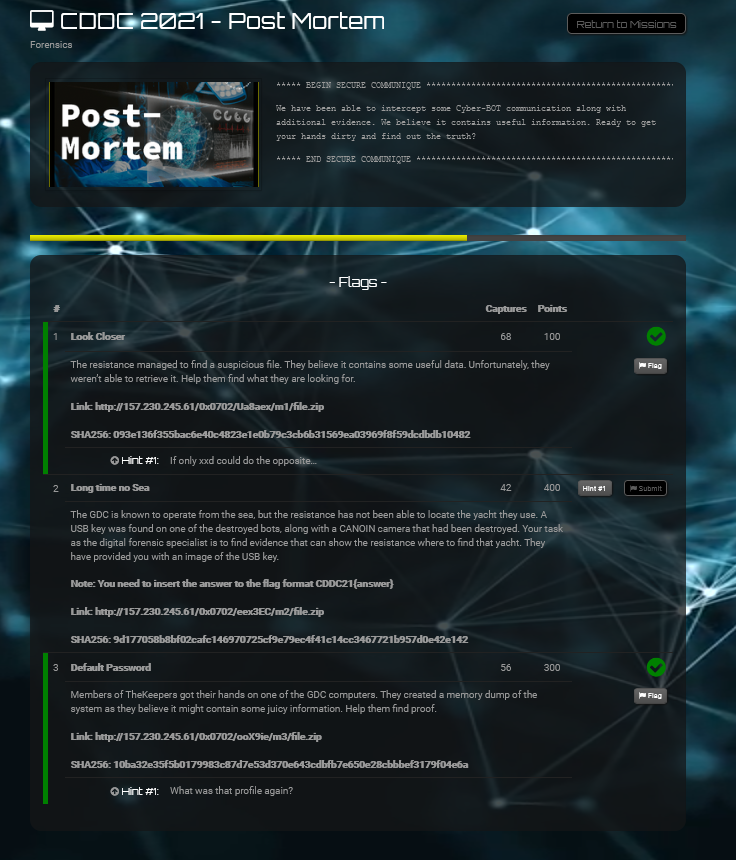 CDDC 2021 - Post Mortem
Return to Missions
Forensics
Post-
Mortem
***** BEGIN SECURE COMMUNIQUE *****************************************************
We have been able to intercept some Cyber-BOT communication along with
additional evidence. We believe it contains useful information. Ready to get
your hands dirty and find out the truth?
***** END SECURE COMMUNIQUE *******************************************************
- Flags -
# Captures Points
1 Look Closer 68 100
The resistance managed to find a suspicious file. They believe it contains some useful data. Unfortunately, they
weren't able to retrieve it. Help them find what they are looking for.
Flag
Link: http://157.230.245.61/0x0702/Ua8aex/m1/file.zip
SHA256: 093e136f355bac6e40c4823e1e0b79c3cb6b31569ea03969f8f59dcdbdb10482
Hint #1: If only xxd could do the opposite...
2 Long time no Sea 42 400 Hint #1 Submit
The GDC is known to operate from the sea, but the resistance has not been able to locate the yacht they use. A
USB key was found on one of the destroyed bots, along with a CANOIN camera that had been destroyed. Your task
as the digital forensic specialist is to find evidence that can show the resistance where to find that yacht. They
have provided you with an image of the USB key.
Note: You need to insert the answer to the flag format CDDC21{answer}
Link: http://157.230.245.61/0x0702/eex3EC/m2/file.zip
SHA256: 9d177058b8bf02cafc146970725cf9e79ec4f41c14cc3467721b957d0e42e142
3 Default Password 56 300
Members of TheKeepers got their hands on one of the GDC computers. They created a memory dump of the
system as they believe it might contain some juicy information. Help them find proof.
Flag
Link: http://157.230.245.61/0x0702/ooX9ie/m3/file.zip
SHA256: 10ba32e35f5b0179983c87d7e53d370e643cdbfb7e650e28cbbbef3179f04e6a
Hint #1: What was that profile again?